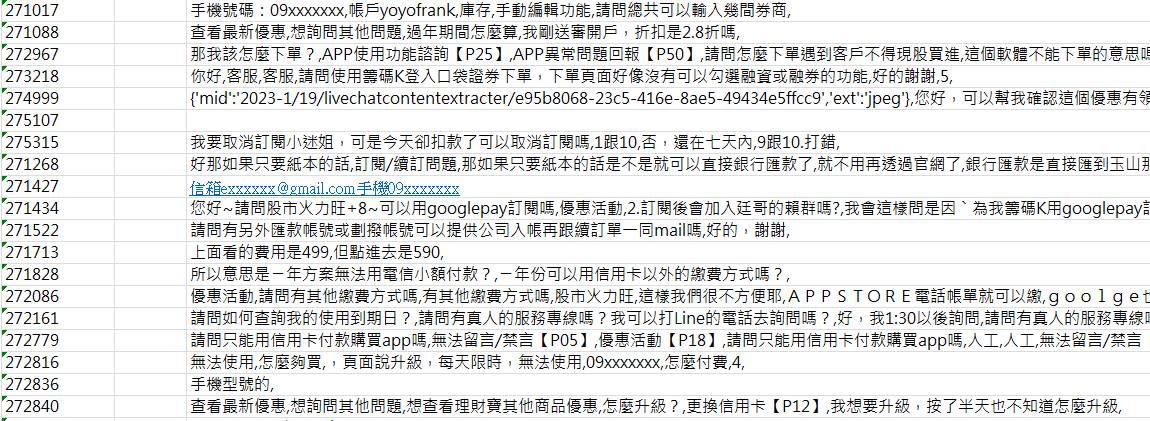 271017 手機號碼：09xxxxxxx,帳戶yoyofrank,庫存,手動編輯功能,請問總共可以輸入幾間券商,
271088 查看最新優惠,想詢問其他問題,過年期間怎麼算,我剛送審開戶，折扣是2.8折嗎,
272967 那我該怎麼下單？,APP使用功能諮詢【P25】,APP異常問題回報【P50】,請問怎麼下單遇到客戶不得現股買進,這個軟體不能下單的意思嗎
273218 你好,客服,客服,請問使用籌碼K登入口袋證券下單，下單頁面好像沒有可以勾選融資或融券的功能,好的謝謝,5,
274999 {'mid':'2023-1/19/livechatcontentextracter/e95b8068-23c5-416e-8ae5-49434e5ffcc9','ext':'jpeg'},您好，可以幫我確認這個優惠有領
275107
275315 我要取消訂閱小迷姐，可是今天卻扣款了可以取消訂閱嗎,1跟10,否，還在七天內,9跟10.打錯,
271268 好那如果只要紙本的話,訂閱/續訂問題,那如果只要紙本的話是不是就可以直接銀行匯款了,就不用再透過官網了,銀行匯款是直接匯到玉山那
271427 信箱exxxxxx@gmail.com手機09xxxxxxx
271434 您好~請問股市火力旺+8~可以用googlepay訂閱嗎,優惠活動,2.訂閱後會加入廷哥的賴群嗎?,我會這樣問是因ˋ為我籌碼K用googlepay訂
271522 請問有另外匯款帳號或劃撥帳號可以提供公司入帳再跟續訂單一同mail嗎,好的，謝謝,
271713 上面看的費用是499,但點進去是590,
271828 所以意思是一年方案無法用電信小額付款？,一年份可以用信用卡以外的繳費方式嗎？,
272086 優惠活動,請問有其他繳費方式嗎,有其他繳費方式嗎,股市火力旺,這樣我們很不方便耶,ＡＰＰＳＴＯＲＥ電話帳單就可以繳,ｇｏｏｌｇｅ也
272161 請問如何查詢我的使用到期日？,請問有真人的服務專線嗎？我可以打Line的電話去詢問嗎？,好，我1:30以後詢問,請問有真人的服務專線嗎
272779 請問只能用信用卡付款購買app嗎,無法留言/禁言【P05】,優惠活動【P18】,請問只能用信用卡付款購買app嗎,人工,人工,無法留言/禁言
272816 無法使用,怎麼夠買,，頁面說升級，每天限時，無法使用,09xxxxxxx,怎麼付費,4,
272836 手機型號的,
272840 查看最新優惠,想詢問其他問題,想查看理財寶其他商品優惠,怎麼升級？,更換信用卡【P12】,我想要升級，按了半天也不知道怎麼升級,